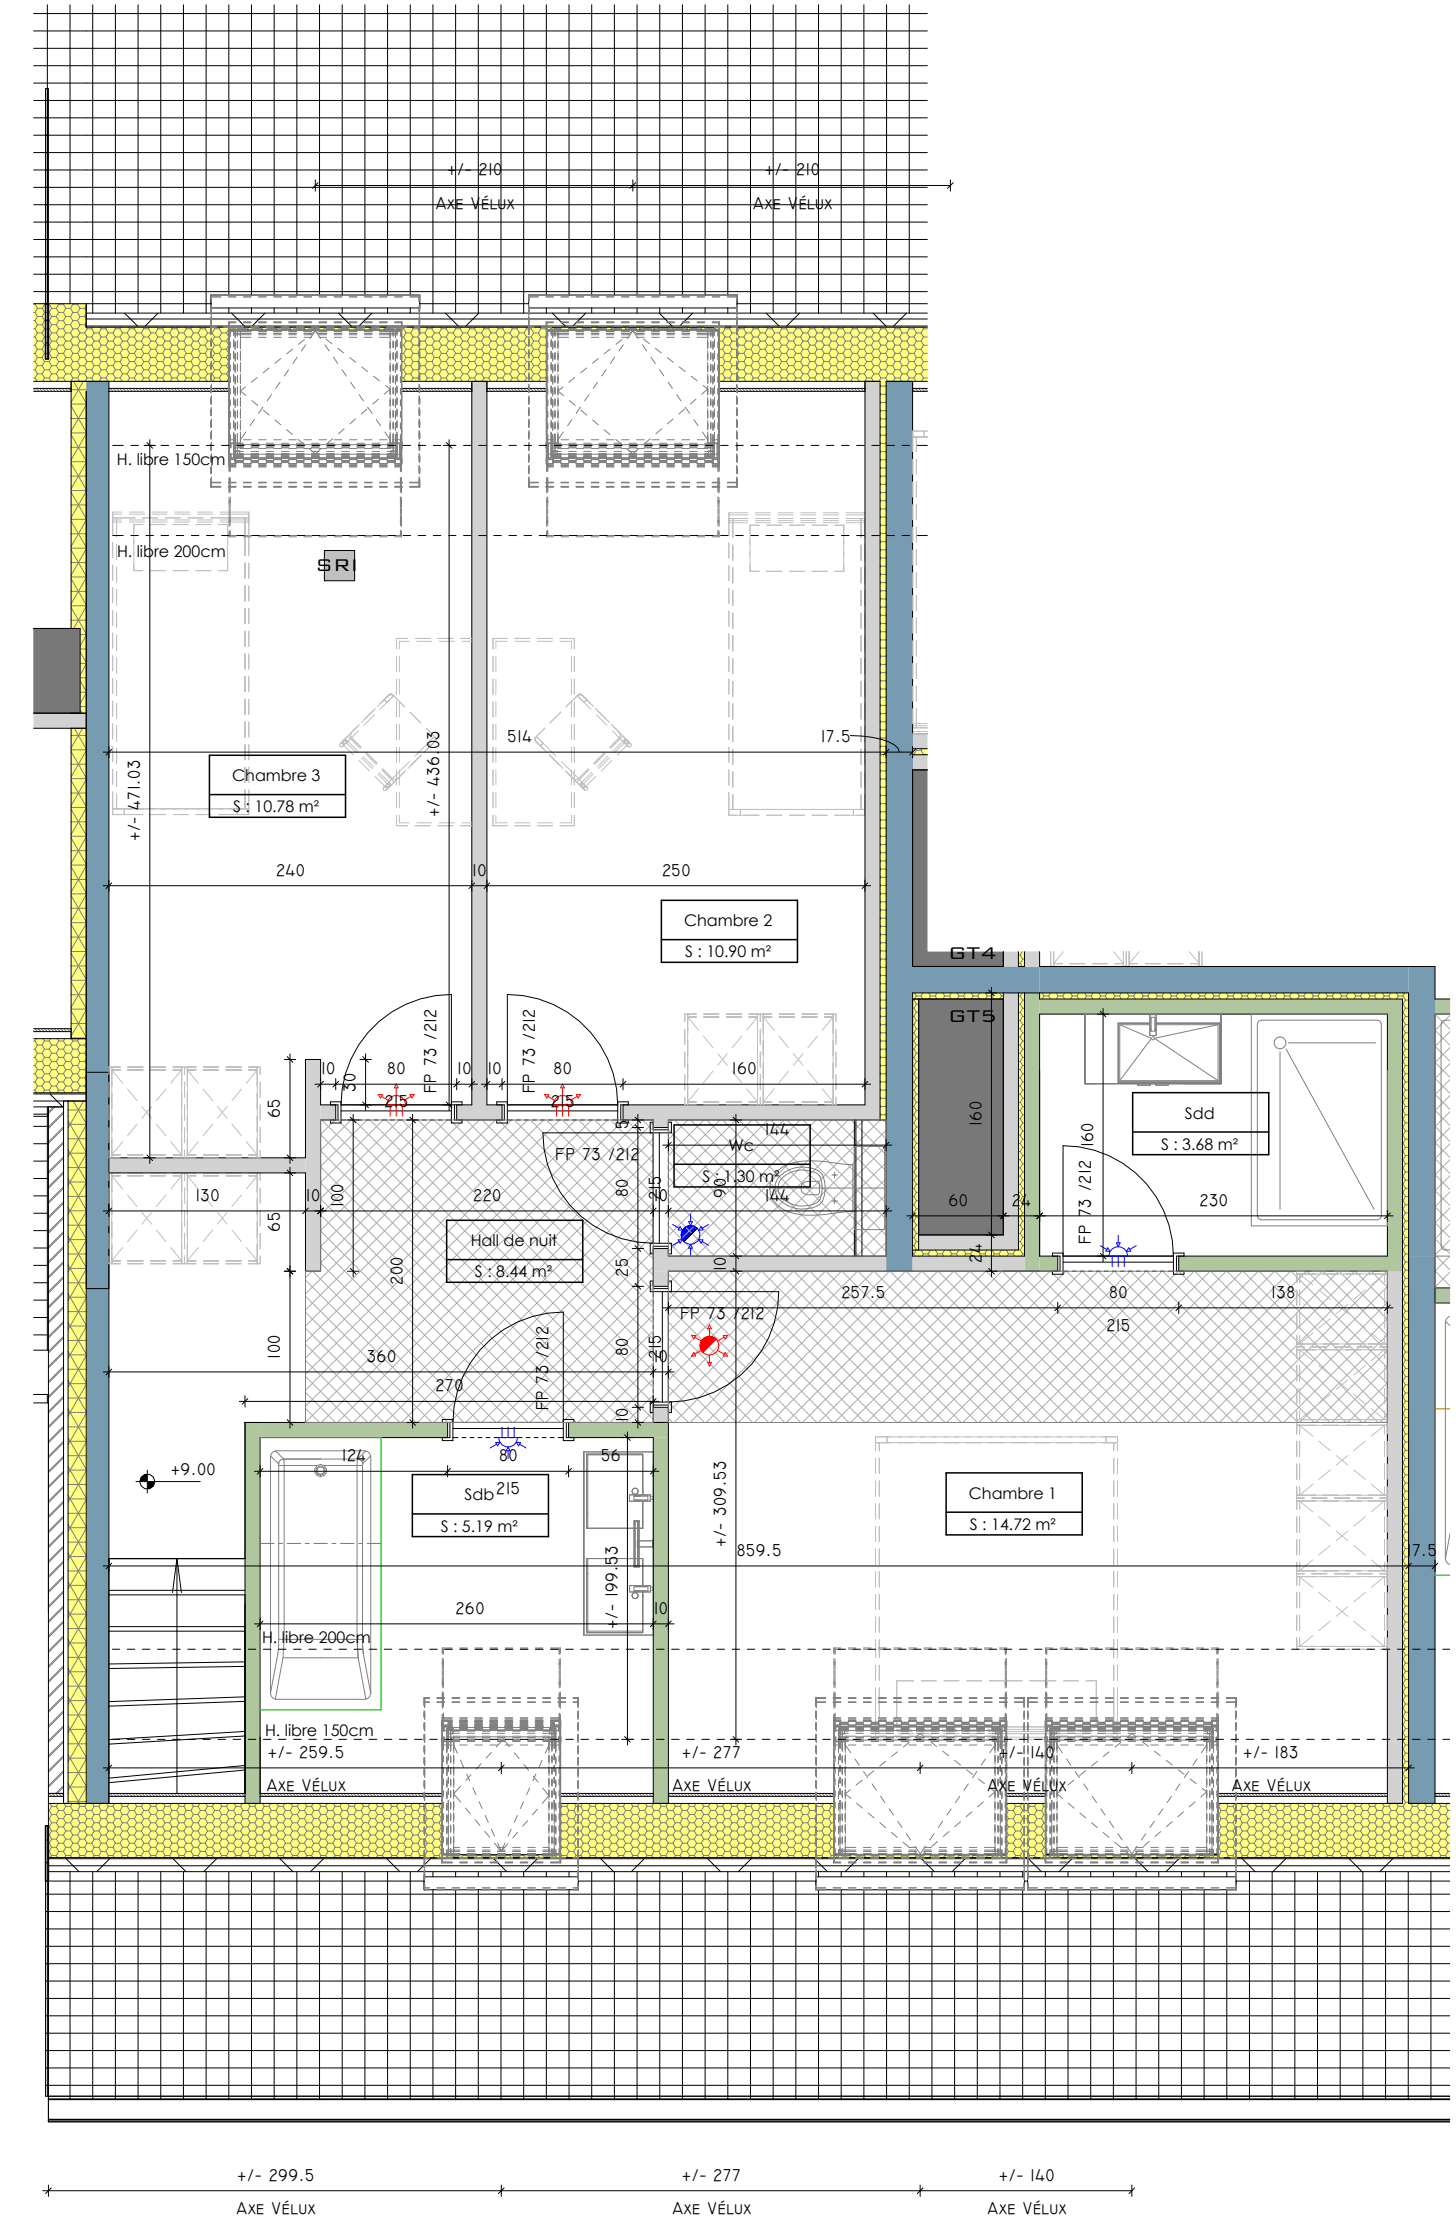 +/- 210
+/- 210
AXE VÉLUX
AXE VÉLUX
H. libre 150cm
H. libre 200cm
SRI
514
17.5
+/- 471.03
+/- 436.03
Chambre 3
S : 10.78 m²
240
10
250
Chambre 2
S : 10.90 m²
GT4
GT5
FP 73 /212
FP 73 /212
10
80
10
10
80
160
30
215
215
65
5
144
Wc
S : 1.30 m²
FP 73 /212
160
160
Sdd
S : 3.68 m²
130
10
100
220
80
215
90
144
60
24
230
FP 73 /212
65
Hall de nuit
S : 8.44 m²
200
25
10
24
257.5
80
138
FP 73 /212
215
100
360
80
215
FP 73 /212
270
10
124
80
56
+9.00
Sdb
215
S : 5.19 m²
Chambre 1
S : 14.72 m²
+/- 309.53
859.5
7.5
+/- 199.53
260
10
H. libre 200cm
H. libre 150cm
+/- 259.5
+/- 277
+/- 140
+/- 183
AXE VÉLUX
AXE VÉLUX
AXE VÉLUX
AXE VÉLUX
+/- 299.5
+/- 277
+/- 140
AXE VÉLUX
AXE VÉLUX
AXE VÉLUX